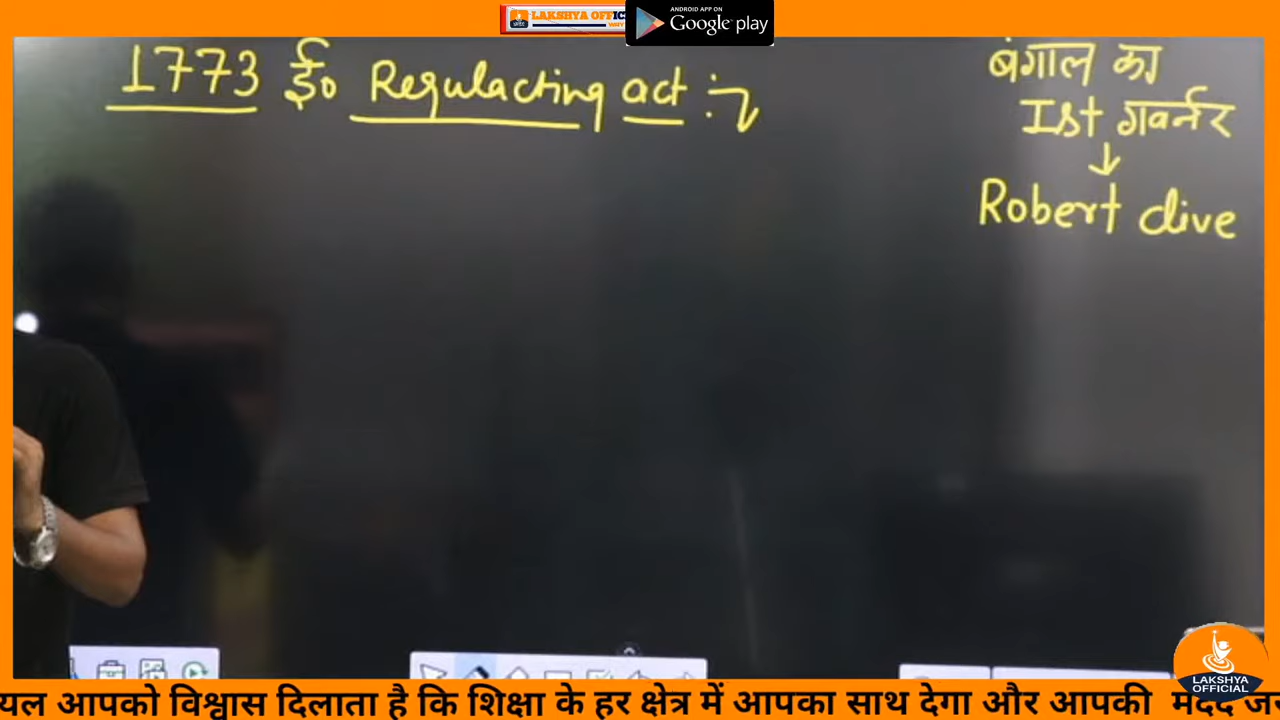 LAKSHYA OFFIC
ANDROID APP ON
Google play
1773 ई० Regulacting act :-
बंगाल का
Ist गवर्नर
↓
Robert clive
LAKSHYA
OFFICIAL
यल आपको विश्वास दिलाता है कि शिक्षा के हर क्षेत्र में आपका साथ देगा और आपकी मदद जर